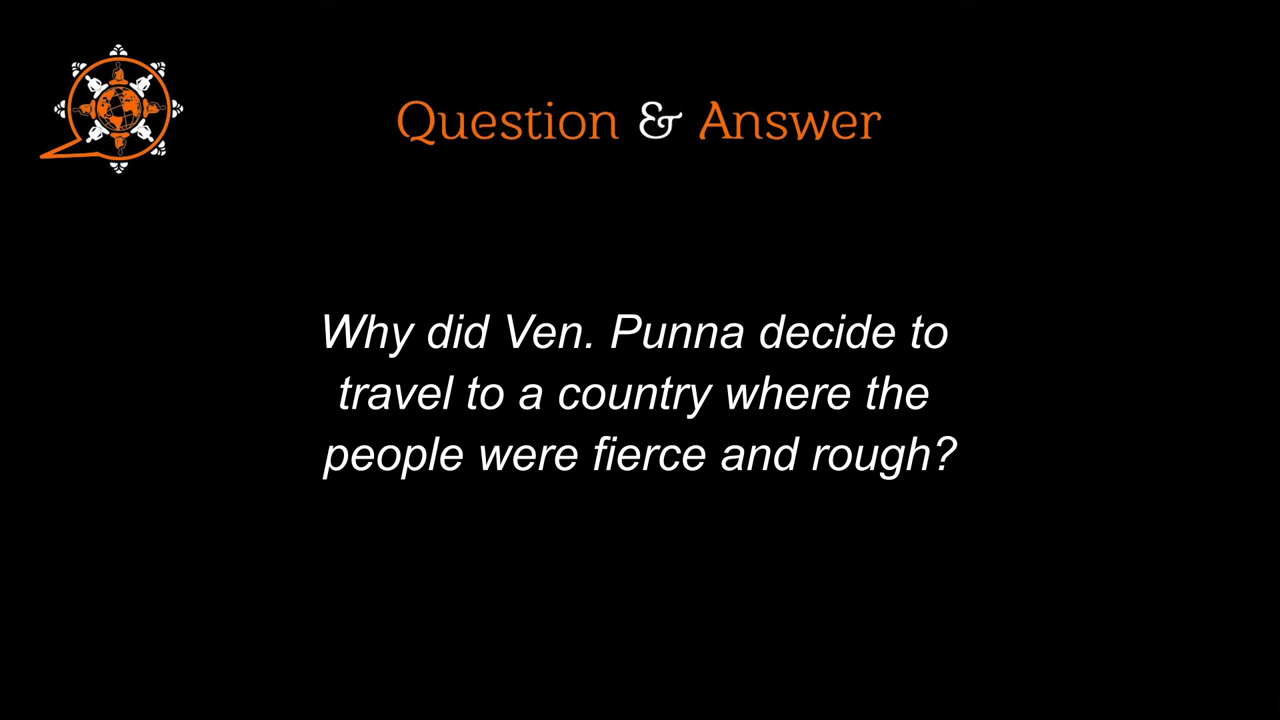 Question & Answer
Why did Ven. Punna decide to
travel to a country where the
people were fierce and rough?